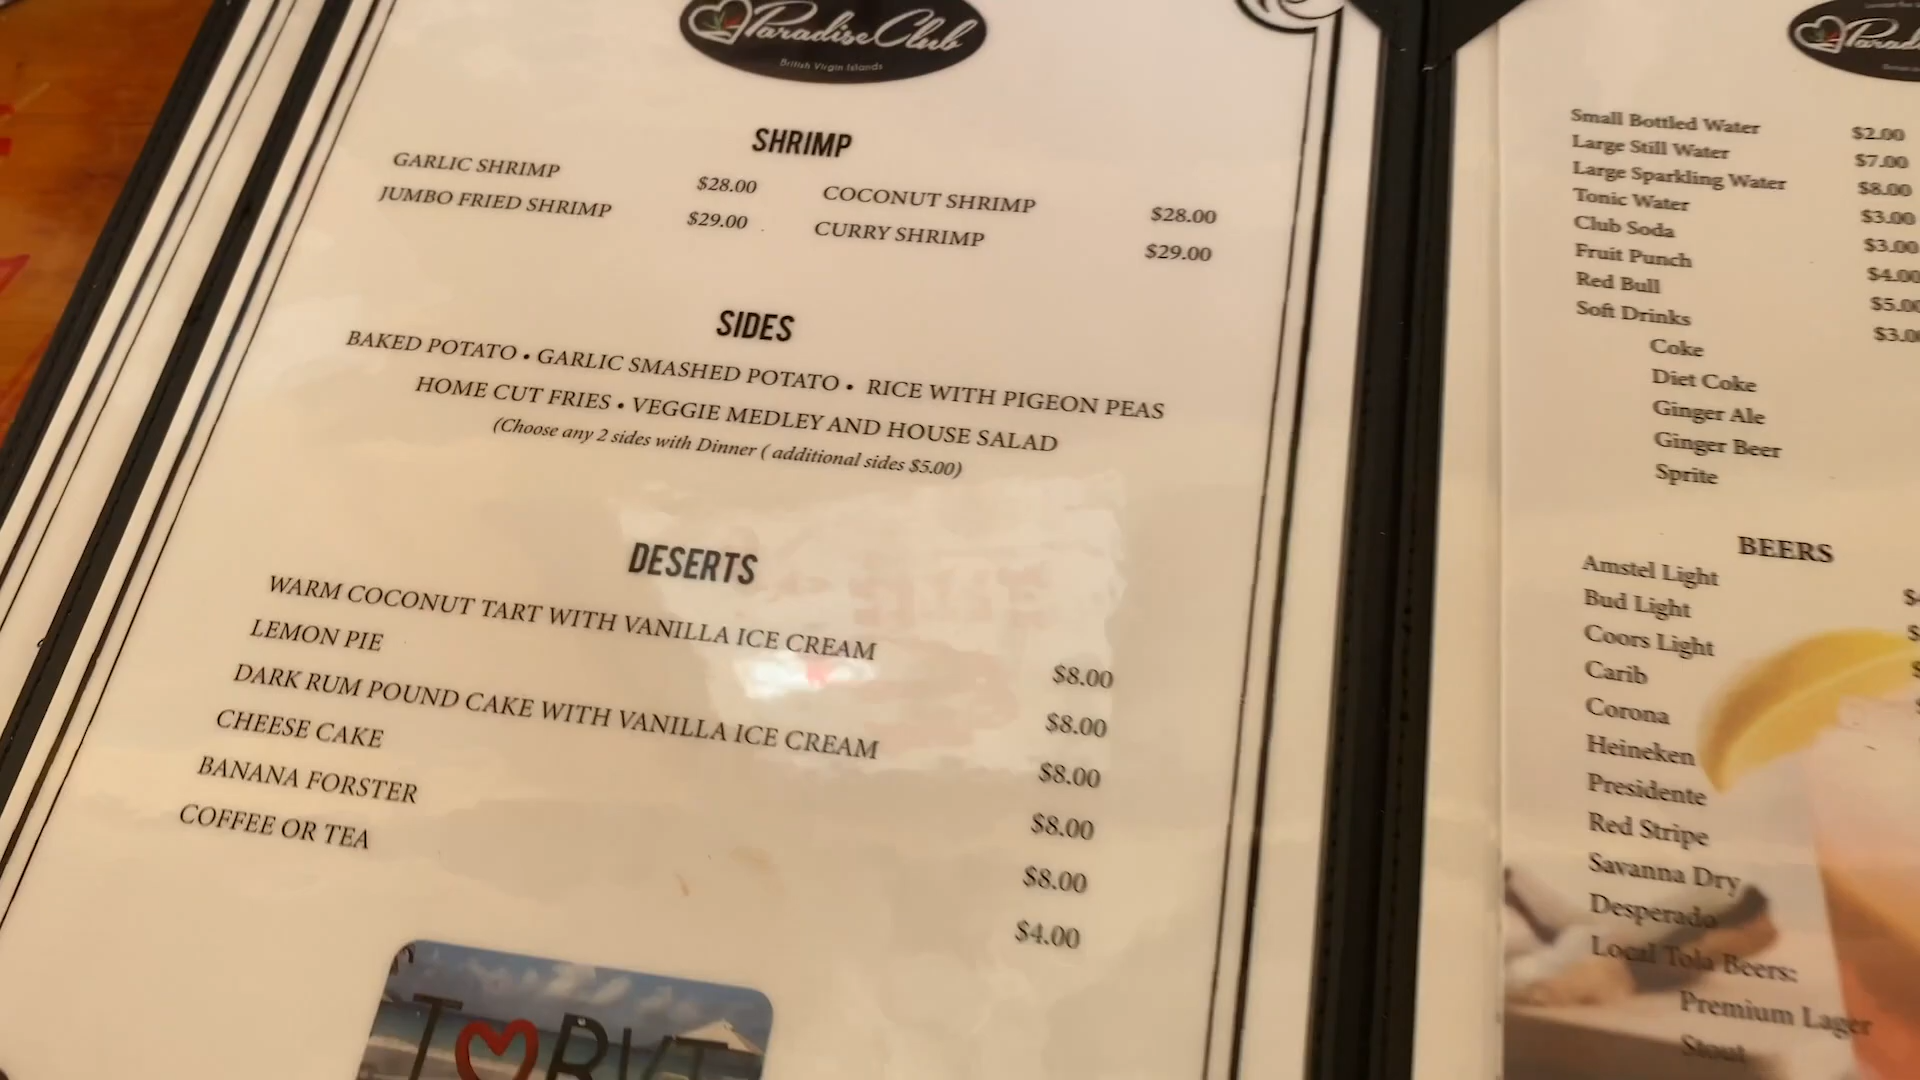 Paradise Club
British Virgin Islands
SHRIMP
GARLIC SHRIMP $28.00 COCONUT SHRIMP $28.00
JUMBO FRIED SHRIMP $29.00 CURRY SHRIMP $29.00
SIDES
BAKED POTATO • GARLIC SMASHED POTATO • RICE WITH PIGEON PEAS
HOME CUT FRIES • VEGGIE MEDLEY AND HOUSE SALAD
(Choose any 2 sides with Dinner ( additional sides $5.00)
DESERTS
WARM COCONUT TART WITH VANILLA ICE CREAM $8.00
LEMON PIE $8.00
DARK RUM POUND CAKE WITH VANILLA ICE CREAM $8.00
CHEESE CAKE $8.00
BANANA FORSTER $8.00
COFFEE OR TEA $4.00
Small Bottled Water $2.00
Large Still Water $7.00
Large Sparkling Water $8.00
Tonic Water $3.00
Club Soda $3.00
Fruit Punch $4.00
Red Bull $5.00
Soft Drinks $3.0
Coke
Diet Coke
Ginger Ale
Ginger Beer
Sprite
BEERS
Amstel Light
Bud Light
Coors Light
Carib
Corona
Heineken
Presidente
Red Stripe
Savanna Dry
Desperado
Local Tola Beers:
Premium Lager
Stout